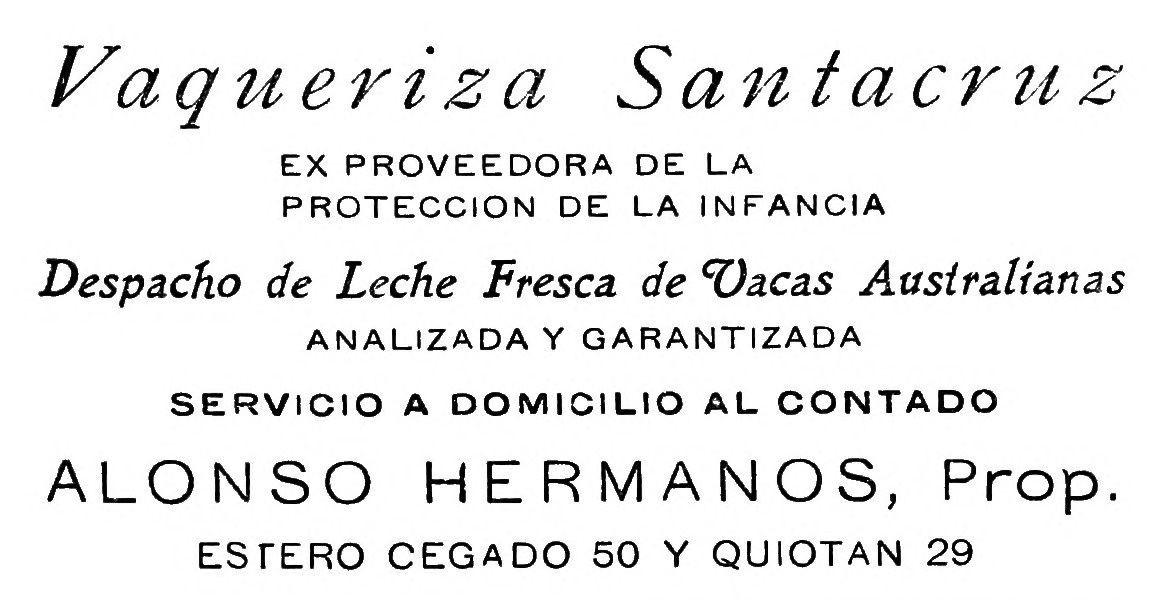 Vaqueriza Santacruz
EX PROVEEDORA DE LA
PROTECCION DE LA INFANCIA
Despacho de Leche Fresca de Vacas Australianas
ANALIZADA Y GARANTIZADA
SERVICIO A DOMICILIO AL CONTADO
ALONSO HERMANOS, Prop.
ESTERO CEGADO 50 Y QUIOTAN 29